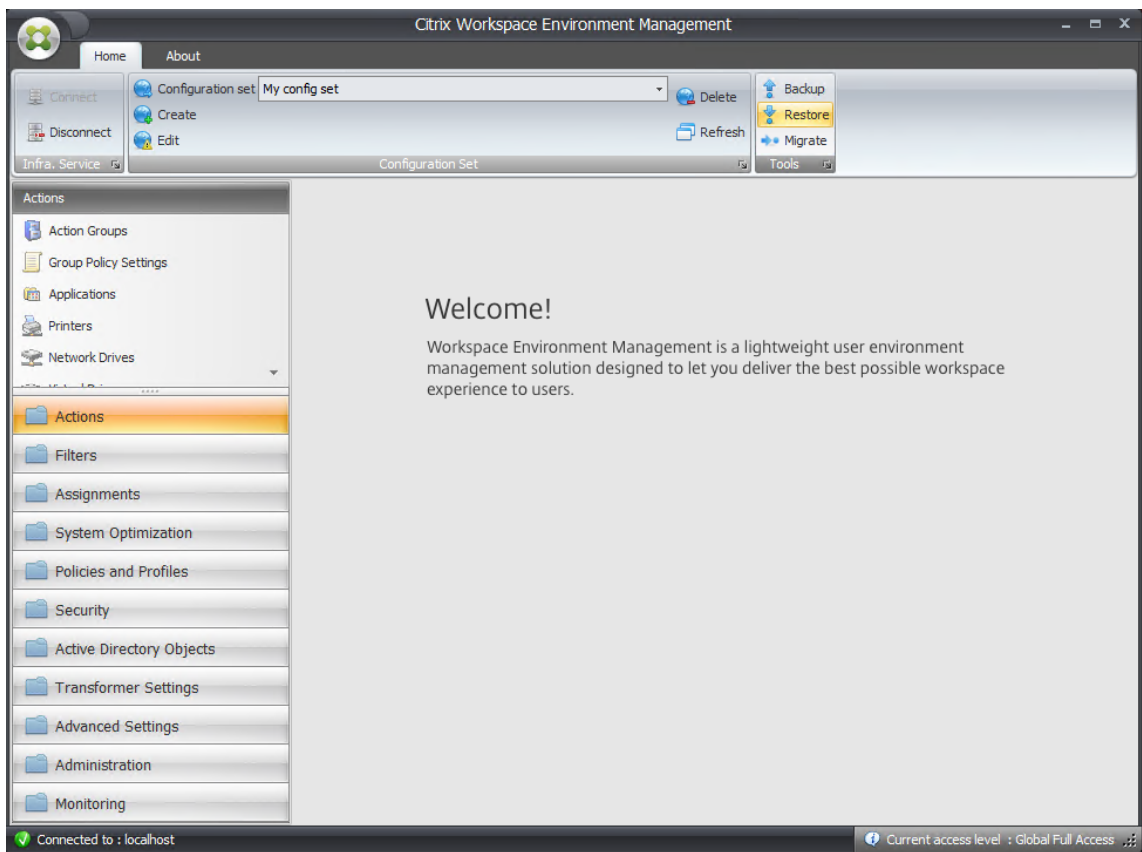 Citrix Workspace Environment Management
Home About
Connect
Disconnect
Infra. Service
Configuration set My config set
Create
Edit
Delete
Refresh
Configuration Set
Backup
Restore
Migrate
Tools
Actions
Action Groups
Group Policy Settings
Applications
Printers
Network Drives
Actions
Filters
Assignments
System Optimization
Policies and Profiles
Security
Active Directory Objects
Transformer Settings
Advanced Settings
Administration
Monitoring
Welcome!
Workspace Environment Management is a lightweight user environment
management solution designed to let you deliver the best possible workspace
experience to users.
Connected to : localhost
Current access level : Global Full Access